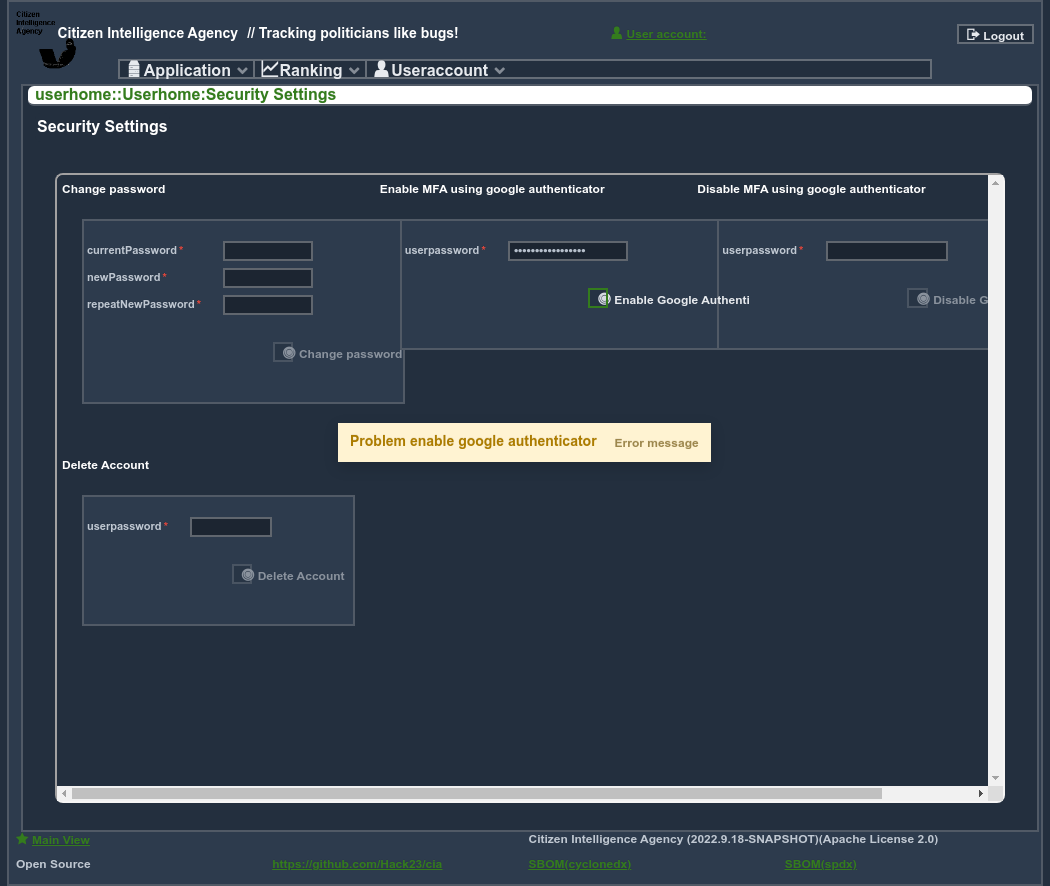 Citizen
Intelligence
Agency
Citizen Intelligence Agency // Tracking politicians like bugs!
User account:
Logout
Application Ranking Useraccount
userhome::Userhome:Security Settings
Security Settings
Change password Enable MFA using google authenticator Disable MFA using google authenticator
currentPassword* userpassword* ••••••••••••••••• userpassword*
newPassword*
repeatNewPassword* Enable Google Authenti Disable G
Change password
Problem enable google authenticator Error message
Delete Account
userpassword*
Delete Account
Main View Citizen Intelligence Agency (2022.9.18-SNAPSHOT)(Apache License 2.0)
Open Source https://github.com/Hack23/cia SBOM(cyclonedx) SBOM(spdx)